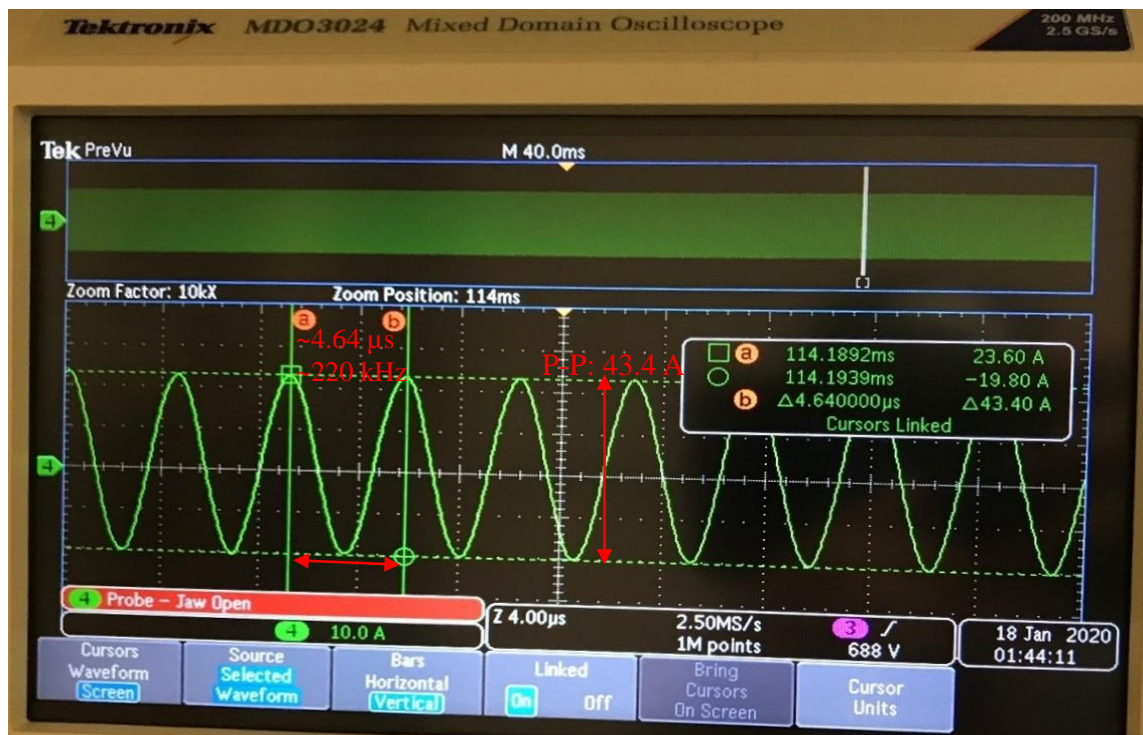 Tektronix MDO3024 Mixed Domain Oscilloscope
200 MHz
2.5 GS/s
Tek PreVu
M 40.0ms
4
Zoom Factor: 10kX
Zoom Position: 114ms
a
b
~4.64 µs
~220 kHz
P-P: 43.4 A
a 114.1892ms 23.60 A
114.1939ms −19.80 A
b △4.640000µs △43.40 A
Cursors Linked
4
4 Probe – Jaw Open
4 10.0 A
Z 4.00µs
2.50MS/s
1M points
3
688 V
18 Jan 2020
01:44:11
Cursors
Waveform
Screen
Source
Selected
Waveform
Bars
Horizontal
Vertical
Linked
On Off
Bring
Cursors
On Screen
Cursor
Units